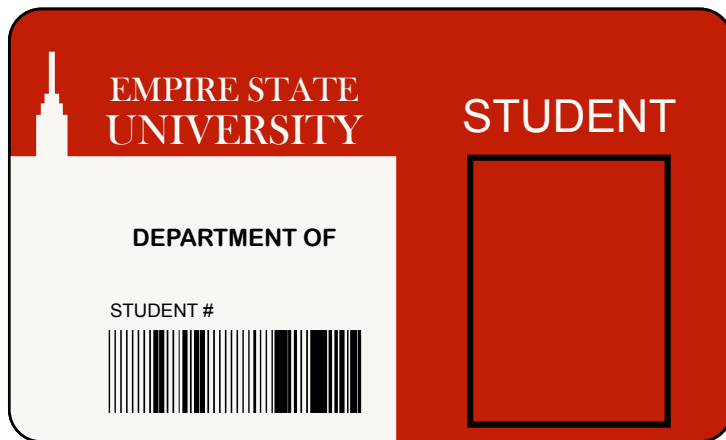 EMPIRE STATE
UNIVERSITY
STUDENT
DEPARTMENT OF
STUDENT #